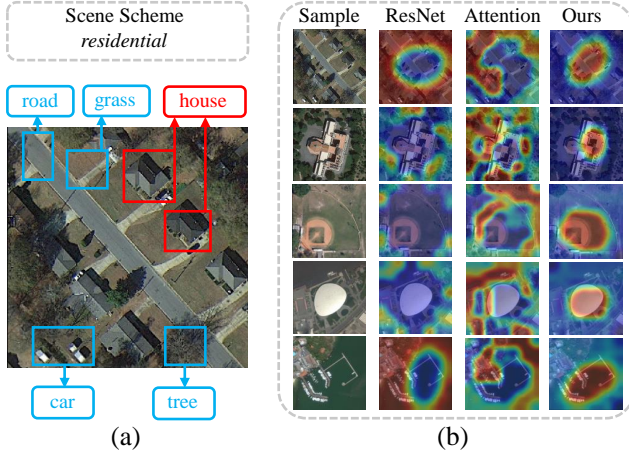 Scene Scheme
residential
road
grass
house
car
tree
(a)
Sample
ResNet
Attention
Ours
(b)